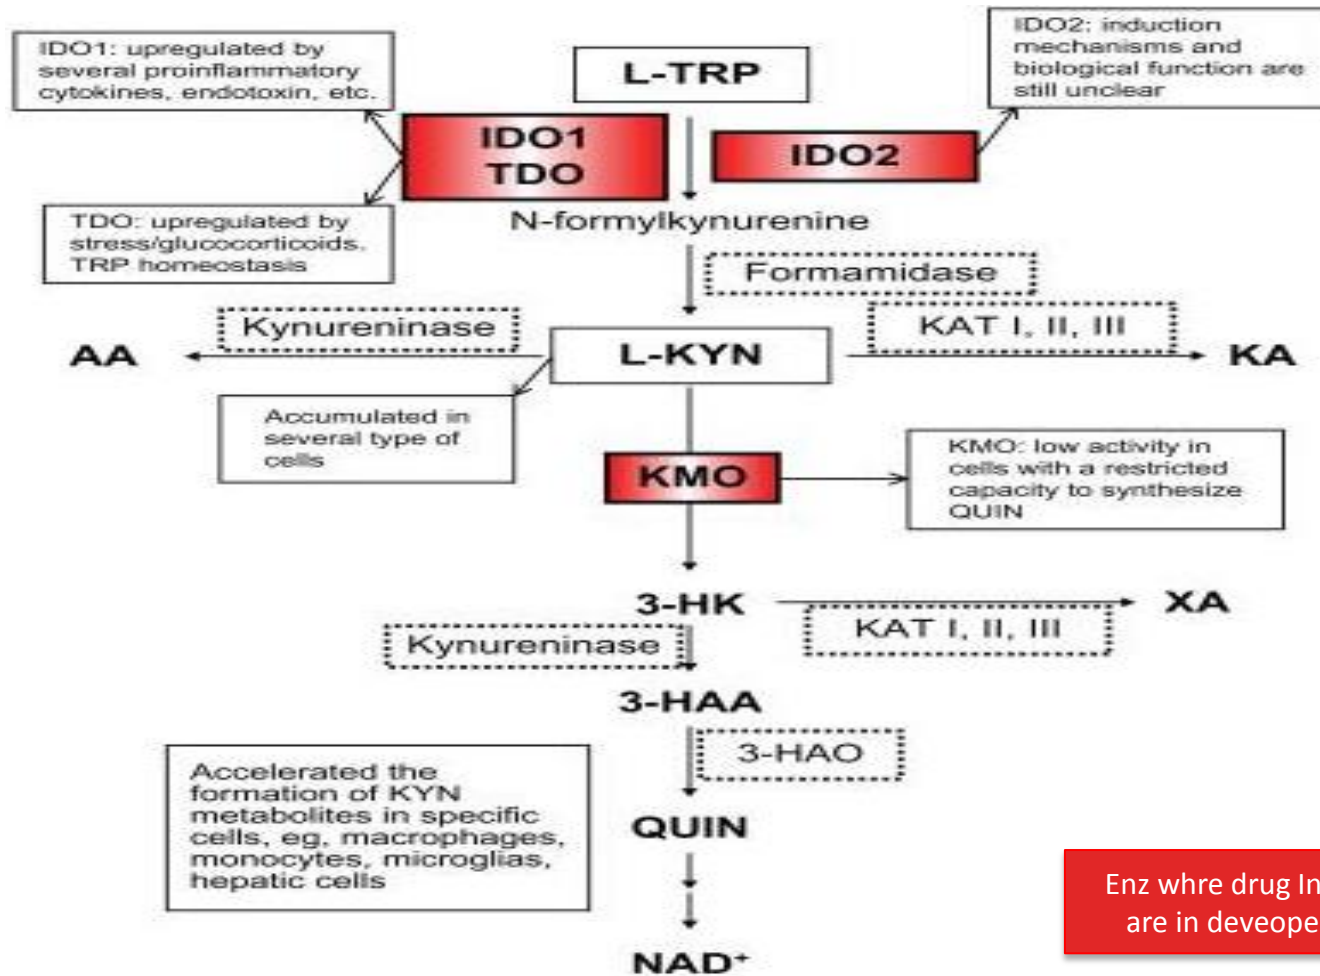 IDO1: upregulated by
several proinflammatory
cytokines, endotoxin, etc.
L-TRP
IDO2: induction
mechanisms and
biological function are
still unclear
IDO1
TDO
IDO2
TDO: upregulated by
stress/glucocorticoids.
TRP homeostasis
N-formylkynurenine
Formamidase
Kynureninase
KAT I, II, III
AA
L-KYN
KA
Accumulated in
several type of
cells
KMO
KMO: low activity in
cells with a restricted
capacity to synthesize
QUIN
3-HK
XA
Kynureninase
KAT I, II, III
3-HAA
3-HAO
Accelerated the
formation of KYN
metabolites in specific
cells, eg, macrophages,
monocytes, microglias,
hepatic cells
QUIN
NAD⁺
Enz whre drug In
are in deveope